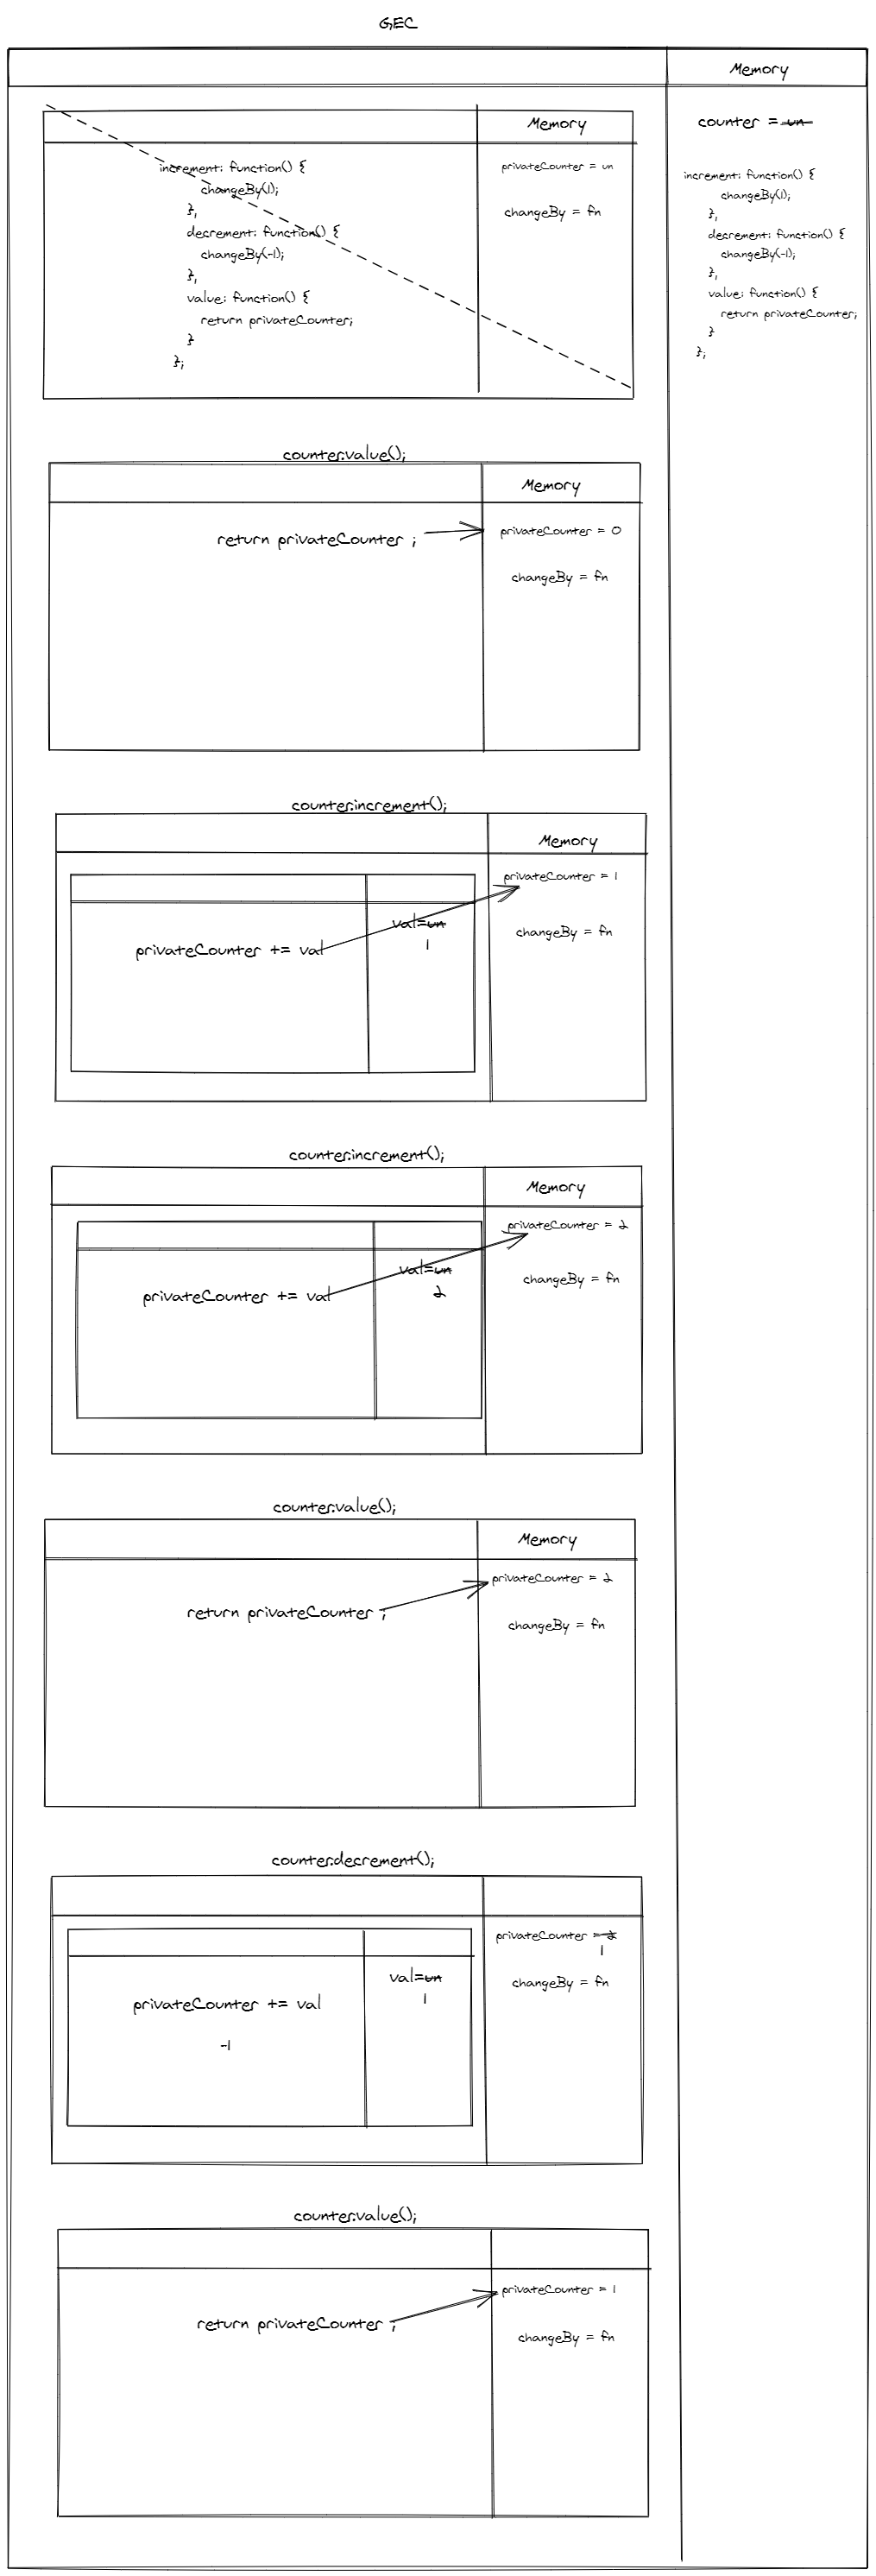 GEC
Memory
counter = un
increment: function() {
changeBy(1);
},
decrement: function() {
changeBy(-1);
},
value: function() {
return privateCounter;
}
};
Memory
increment: function() {
changeBy(1);
},
decrement: function() {
changeBy(-1);
},
value: function() {
return privateCounter;
}
};
privateCounter = un
changeBy = fn
counter.value();
Memory
return privateCounter ;
privateCounter = 0
changeBy = fn
counter.increment();
Memory
privateCounter = 1
changeBy = fn
privateCounter += val
val=un
1
counter.increment();
Memory
privateCounter = 2
changeBy = fn
privateCounter += val
val=un
2
counter.value();
Memory
return privateCounter ;
privateCounter = 2
changeBy = fn
counter.decrement();
privateCounter = 2
1
changeBy = fn
privateCounter += val
-1
val=un
1
counter.value();
return privateCounter ;
privateCounter = 1
changeBy = fn